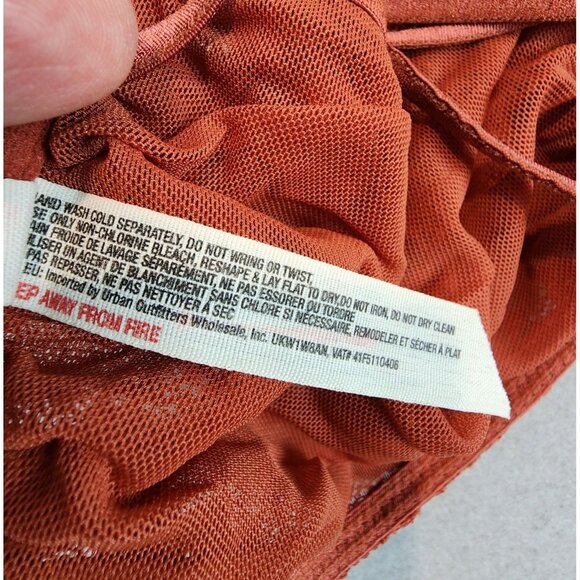 AND WASH COLD SEPARATELY, DO NOT WRING OR TWIST,
SE ONLY NON-CHLORINE BLEACH, RESHAPE & LAY FLAT TO DRY,DO NOT IRON, DO NOT DRY CLEAN
AIN FROIDE DE LAVAGE SÉPARÉMENT, NE PAS ESSORER OU TORDRE
ILISER UN AGENT DE BLANCHIMENT SANS CHLORE SI NÉCESSAIRE, REMODELER ET SÉCHER À PLAT
PAS REPASSER, NE PAS NETTOYER À SEC
EU: Imported by Urban Outfitters Wholesale, Inc. UKW1W8AN, VAT# 41F5110406
EP AWAY FROM FIRE